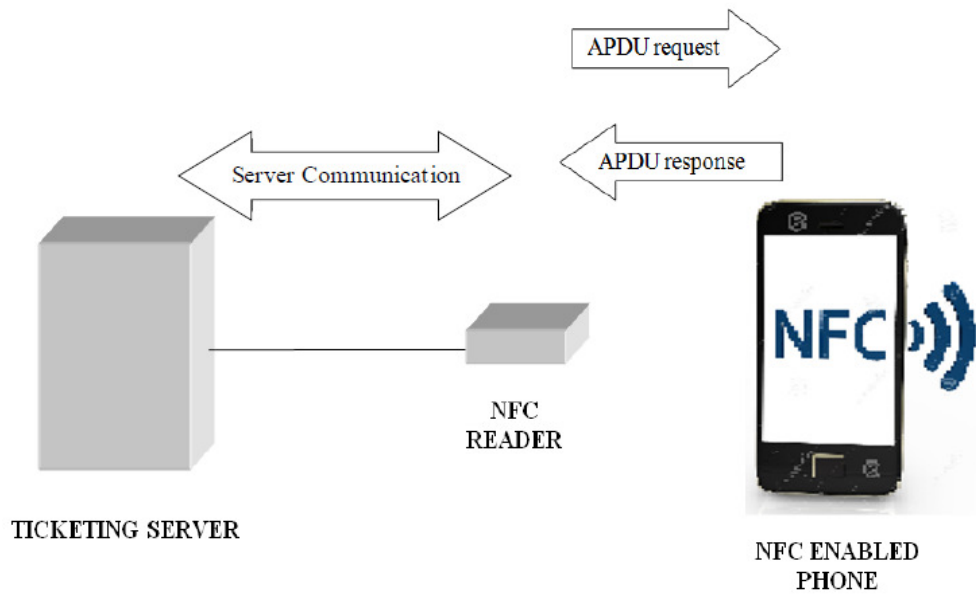 APDU request
Server Communication
APDU response
NFC
NFC
READER
TICKETING SERVER
NFC ENABLED
PHONE